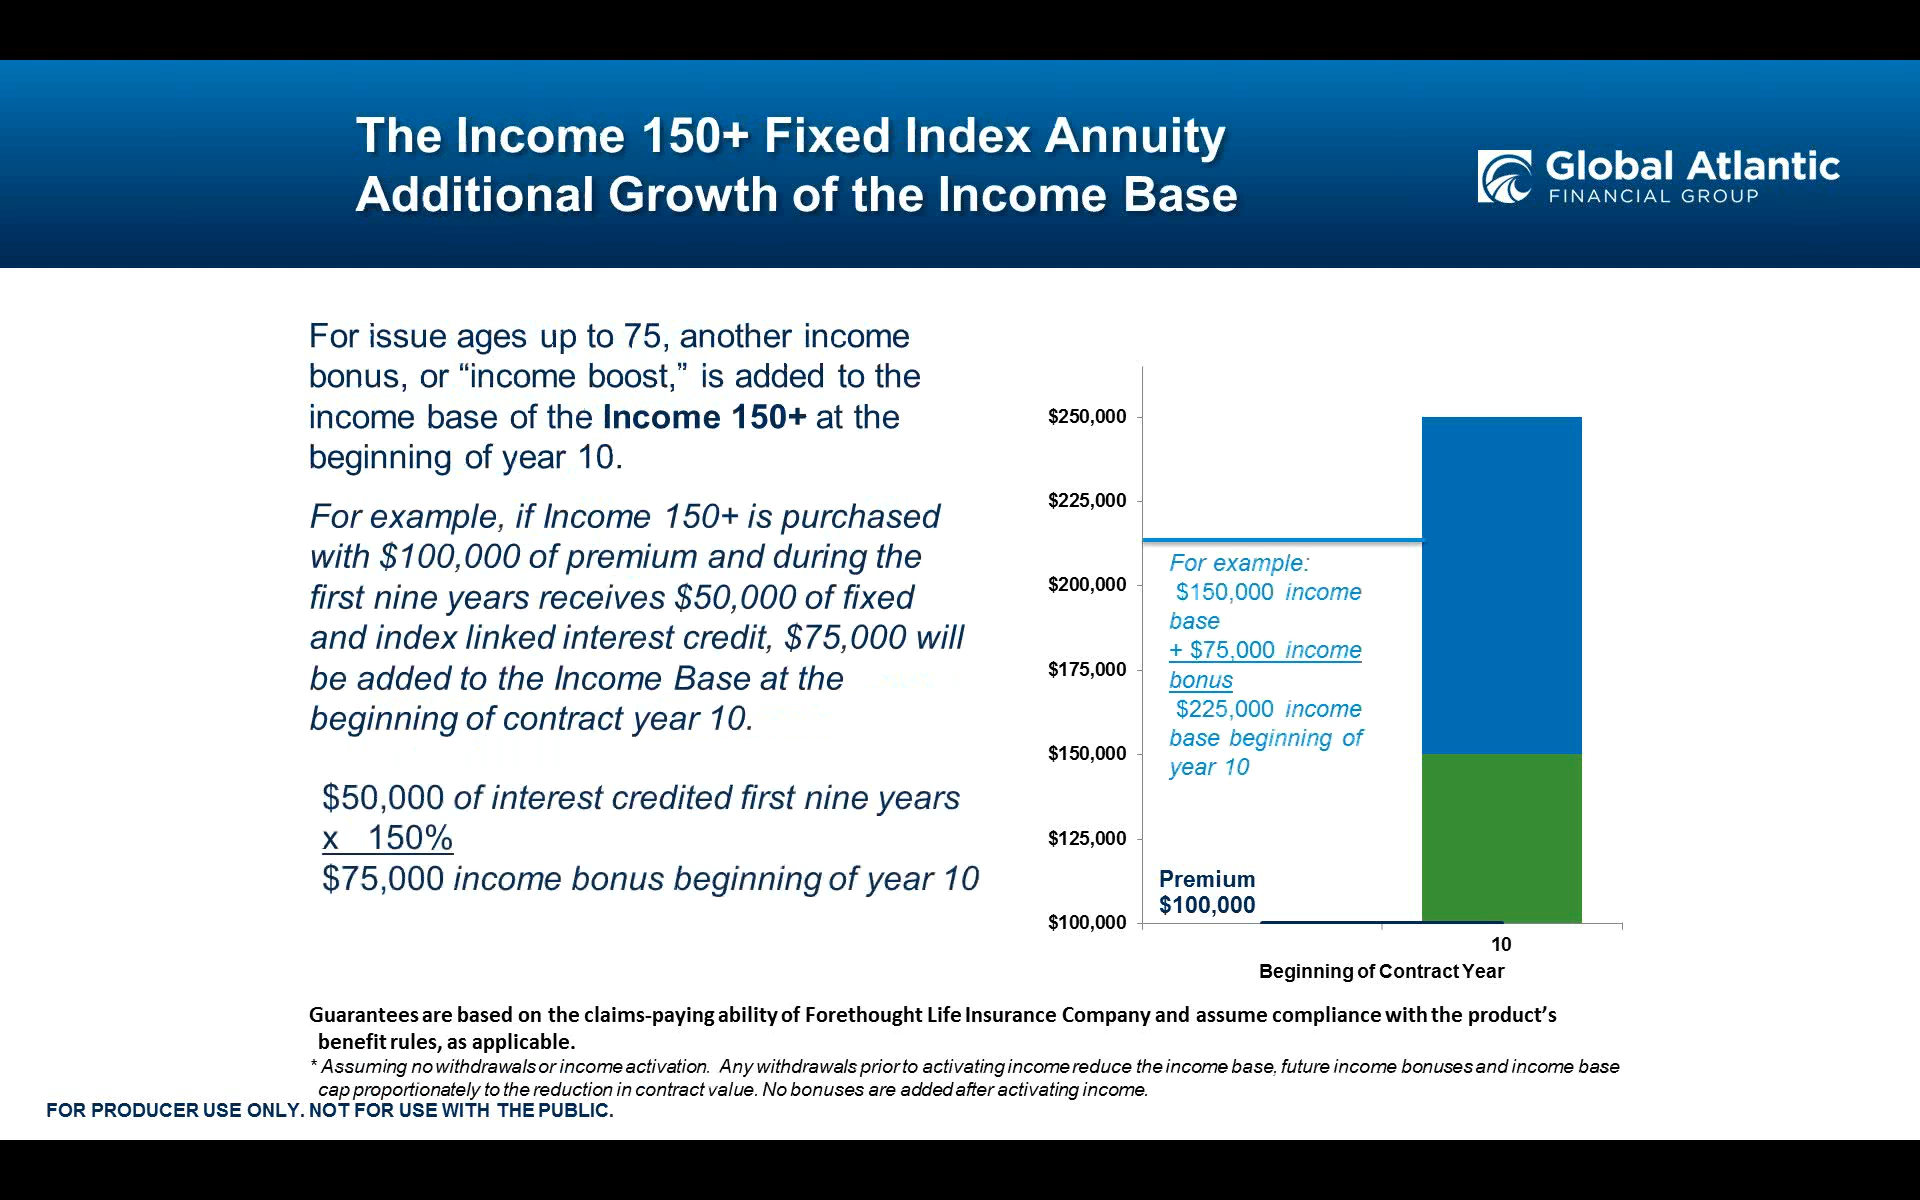 The Income 150+ Fixed Index Annuity
Additional Growth of the Income Base
Global Atlantic
FINANCIAL GROUP
For issue ages up to 75, another income
bonus, or “income boost,” is added to the
income base of the Income 150+ at the
beginning of year 10.
For example, if Income 150+ is purchased
with $100,000 of premium and during the
first nine years receives $50,000 of fixed
and index linked interest credit, $75,000 will
be added to the Income Base at the
beginning of contract year 10.
$50,000 of interest credited first nine years
x 150%
$75,000 income bonus beginning of year 10
$250,000
$225,000
$200,000
$175,000
$150,000
$125,000
$100,000
For example:
$150,000 income
base
+ $75,000 income
bonus
$225,000 income
base beginning of
year 10
Premium
$100,000
10
Beginning of Contract Year
Guarantees are based on the claims-paying ability of Forethought Life Insurance Company and assume compliance with the product’s
benefit rules, as applicable.
* Assuming no withdrawals or income activation. Any withdrawals prior to activating income reduce the income base, future income bonuses and income base
cap proportionately to the reduction in contract value. No bonuses are added after activating income.
FOR PRODUCER USE ONLY. NOT FOR USE WITH THE PUBLIC.